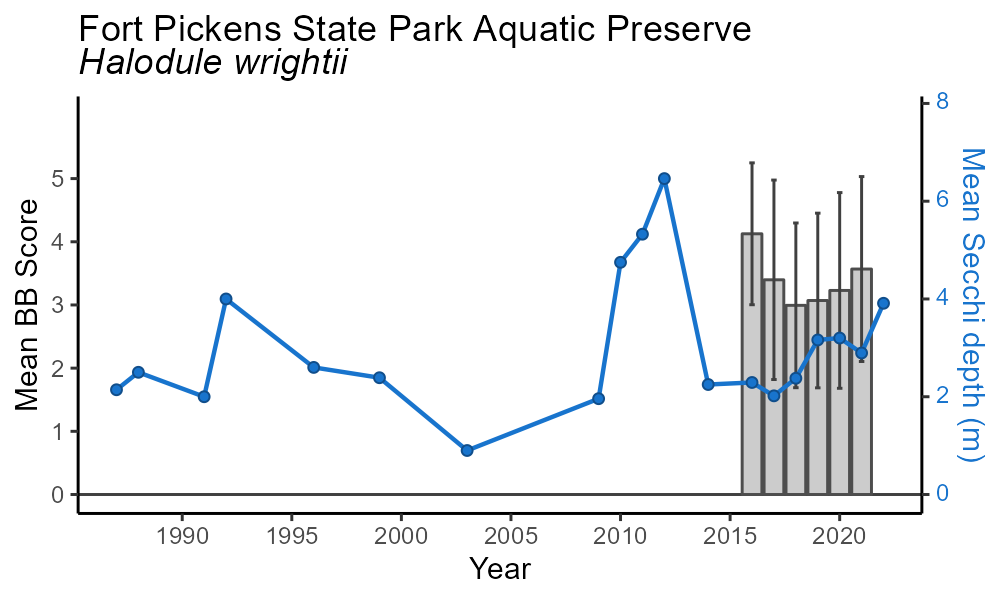 Fort Pickens State Park Aquatic Preserve
Halodule wrightii
Mean BB Score
5
4
3
2
1
0
8
6
4
2
0
Mean Secchi depth (m)
1990 1995 2000 2005 2010 2015 2020
Year